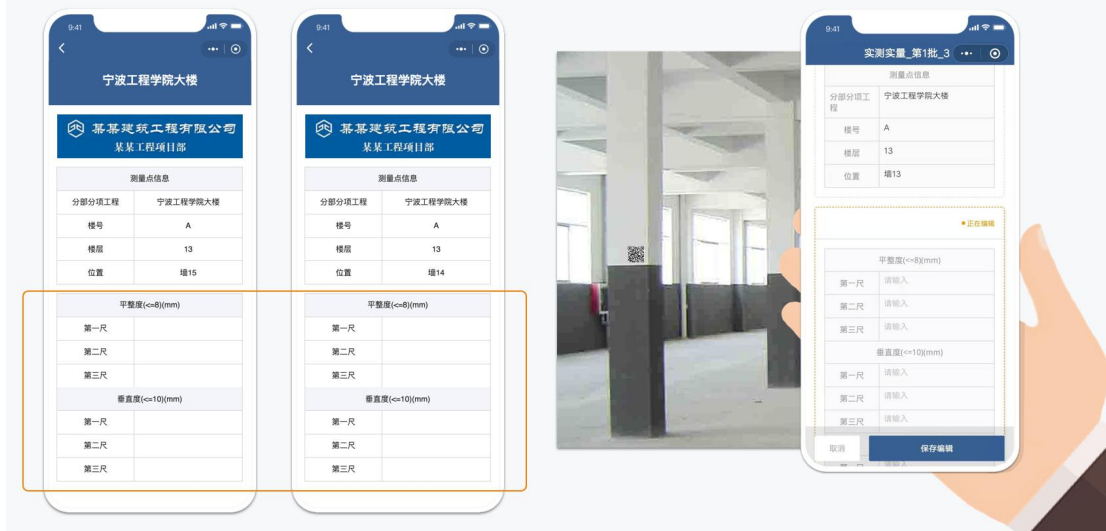 9:41
宁波工程学院大楼
某某建筑工程有限公司
某某工程项目部
测量点信息
分部分项工程 宁波工程学院大楼
楼号 A
楼层 13
位置 墙15
平整度(<=8)(mm)
第一尺
第二尺
第三尺
垂直度(<=10)(mm)
第一尺
第二尺
第三尺
9:41
宁波工程学院大楼
某某建筑工程有限公司
某某工程项目部
测量点信息
分部分项工程 宁波工程学院大楼
楼号 A
楼层 13
位置 墙14
平整度(<=8)(mm)
第一尺
第二尺
第三尺
垂直度(<=10)(mm)
第一尺
第二尺
第三尺
9:41
实测实量_第1批_3
测量点信息
分部分项工
程 宁波工程学院大楼
楼号 A
楼层 13
位置 墙13
正在编辑
平整度(<=8)(mm)
第一尺 请输入
第二尺 请输入
第三尺 请输入
垂直度(<=10)(mm)
第一尺 请输入
第二尺 请输入
第三尺 请输入
取消 保存编辑